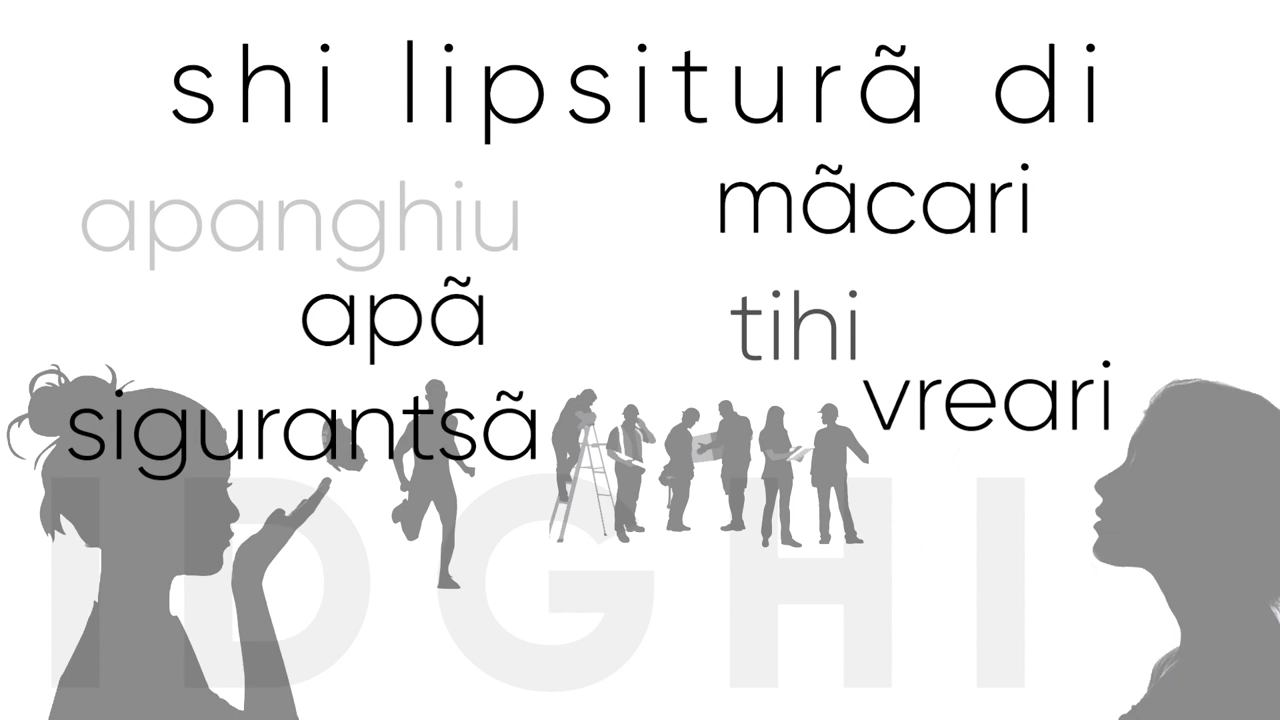 shi lipsiturã di
apanghiu
mãcari
apã
tihi
sigurantsã
vreari
IDGHI